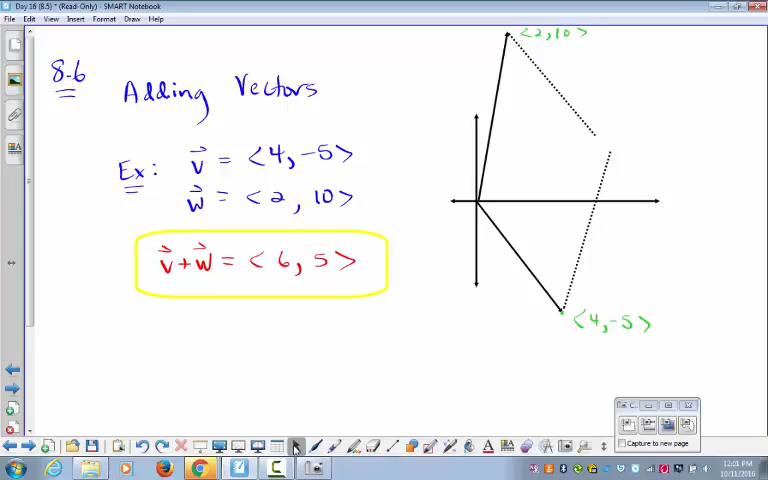 Day 16 (8.5) * (Read-Only) - SMART Notebook
File Edit View Insert Format Tools Draw Help
8.6
Adding Vectors
Ex: v = <4, -5>
w = <2, 10>
v + w = <6, 5>
<2, 10>
<4, -5>
Capture to new page
12:01 PM
10/11/2016